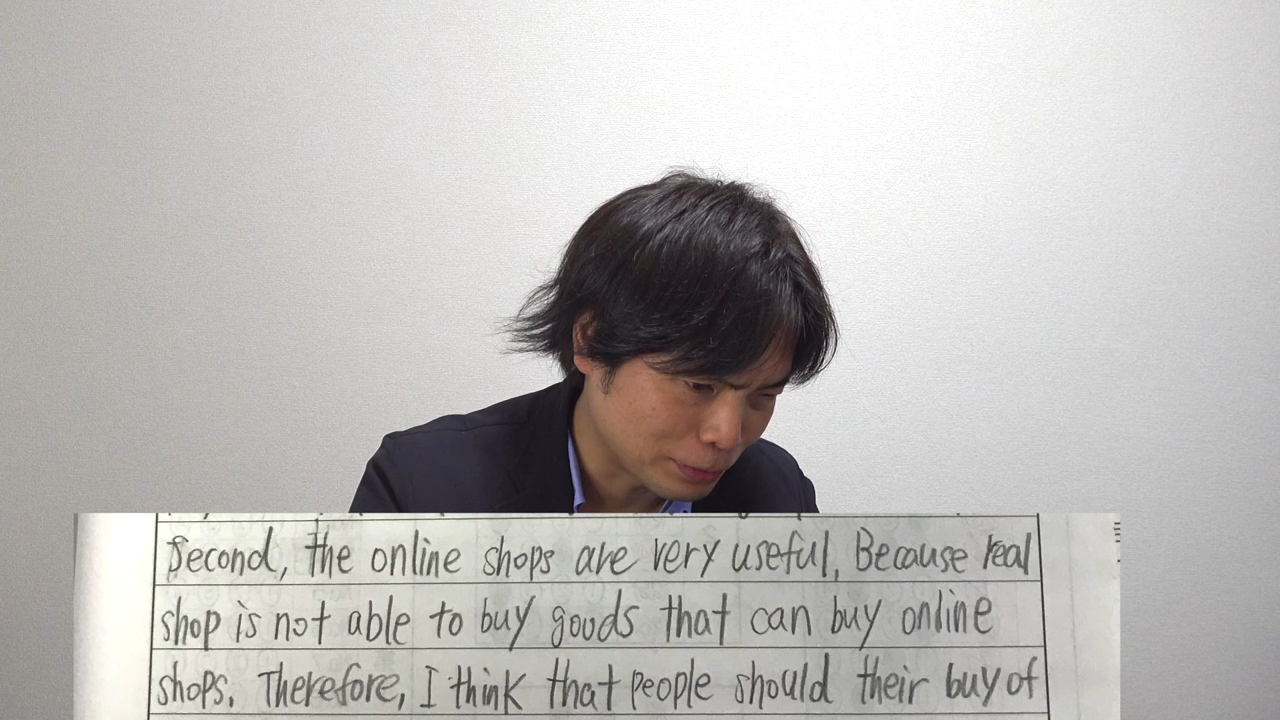 Second, the online shops are very useful, Because real
shop is not able to buy goods that can buy online
shops. Therefore, I think that people should their buy of